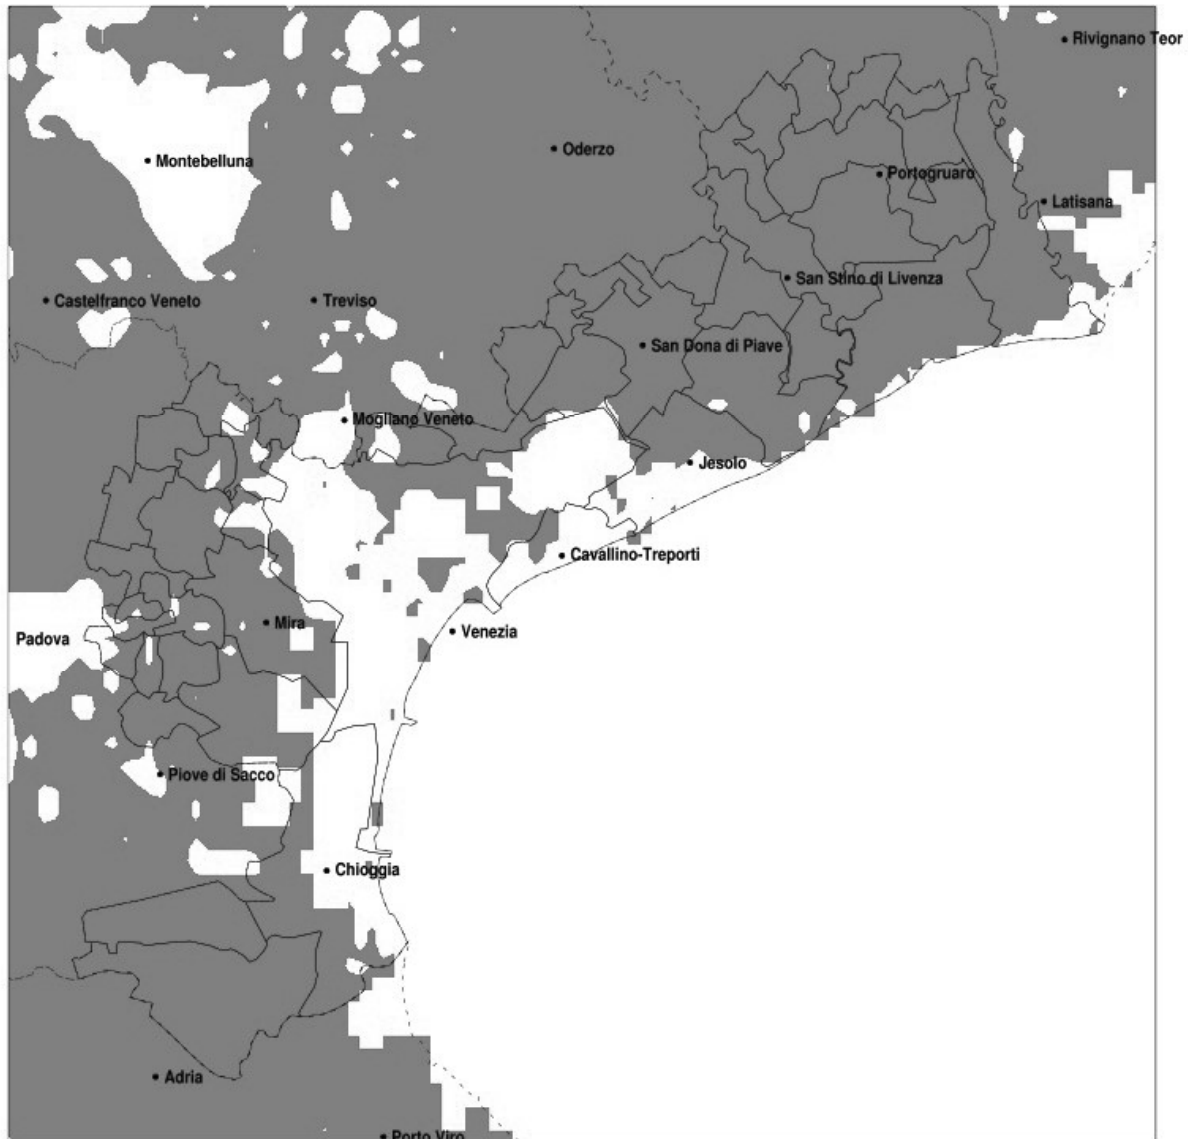 Rivignano Teor
Oderzo
Montebelluna
Portogruaro
Latisana
San Stino di Livenza
Castelfranco Veneto
Treviso
San Dona di Piave
Mogliano Veneto
Jesolo
Cavallino-Treporti
Mira
Venezia
Padova
Piove di Sacco
Chioggia
Adria
Porto Viro